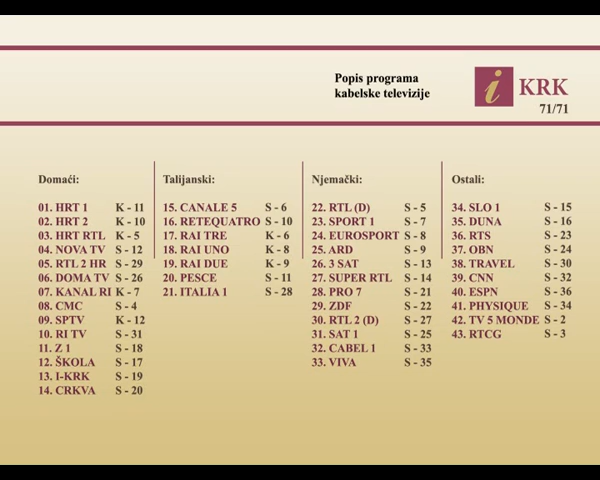 Popis programa
kabelske televizije
i KRK
71/71
Domaći:
01. HRT 1 K - 11
02. HRT 2 K - 10
03. HRT RTL K - 5
04. NOVA TV S - 12
05. RTL 2 HR S - 29
06. DOMA TV S - 26
07. KANAL RI K - 7
08. CMC S - 4
09. SPTV K - 12
10. RI TV S - 31
11. Z 1 S - 18
12. ŠKOLA S - 17
13. I-KRK S - 19
14. CRKVA S - 20
Talijanski:
15. CANALE 5 S - 6
16. RETEQUATRO S - 10
17. RAI TRE K - 6
18. RAI UNO K - 8
19. RAI DUE K - 9
20. PESCE S - 11
21. ITALIA 1 S - 28
Njemački:
22. RTL (D) S - 5
23. SPORT 1 S - 7
24. EUROSPORT S - 8
25. ARD S - 9
26. 3 SAT S - 13
27. SUPER RTL S - 14
28. PRO 7 S - 21
29. ZDF S - 22
30. RTL 2 (D) S - 27
31. SAT 1 S - 25
32. CABEL 1 S - 33
33. VIVA S - 35
Ostali:
34. SLO 1 S - 15
35. DUNA S - 16
36. RTS S - 23
37. OBN S - 24
38. TRAVEL S - 30
39. CNN S - 32
40. ESPN S - 36
41. PHYSIQUE S - 34
42. TV 5 MONDE S - 2
43. RTCG S - 3